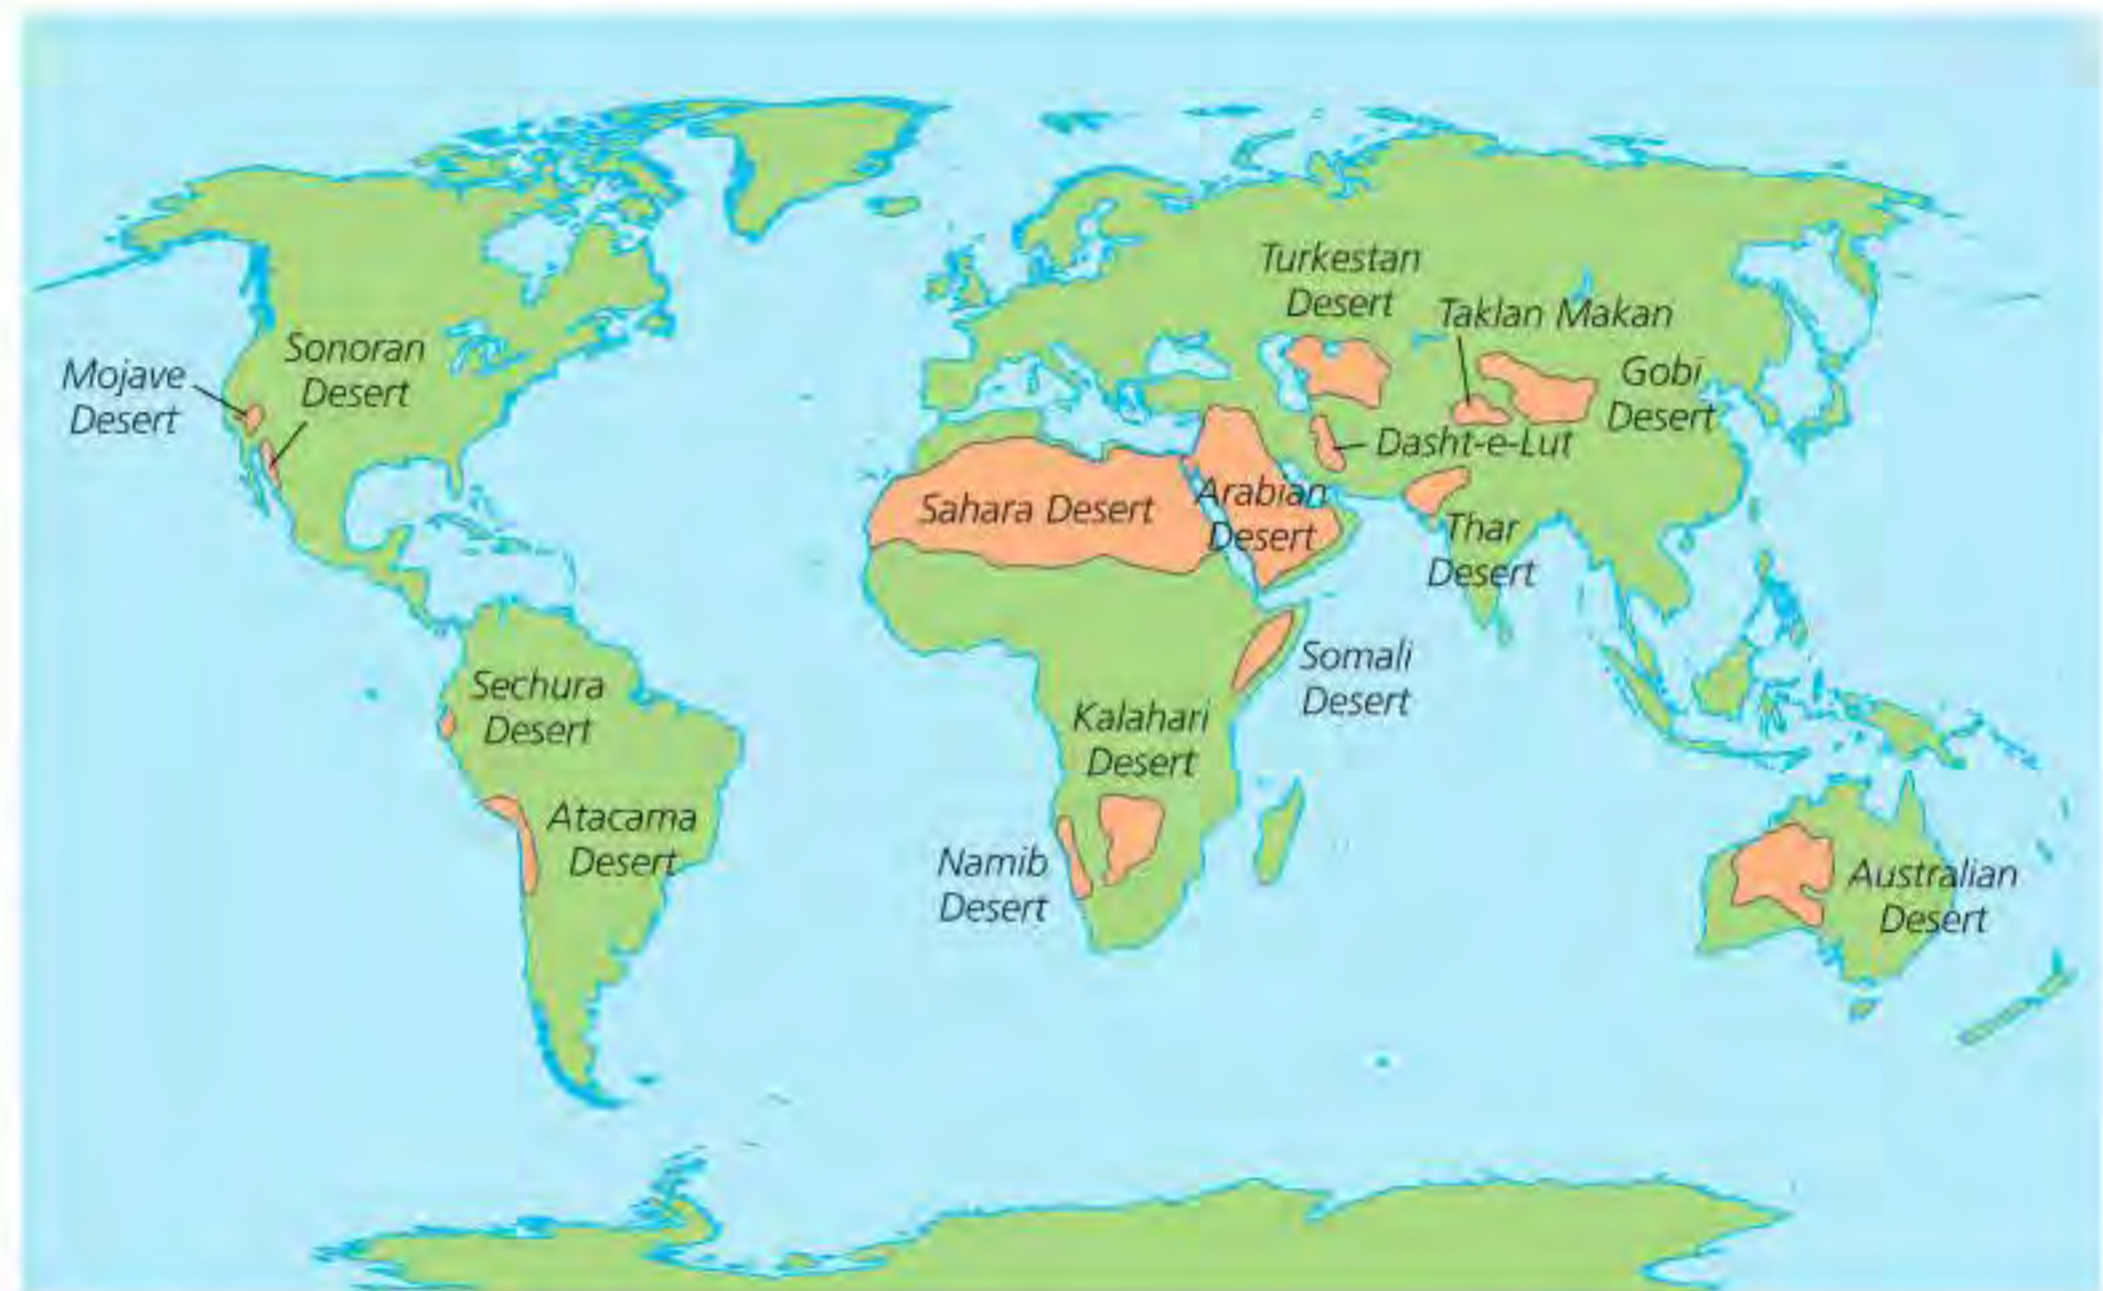 Turkestan
Desert
Taklan Makan
Sonoran
Desert
Mojave
Desert
Gobi
Desert
Dasht-e-Lut
Sahara Desert
Arabian
Desert
Thar
Desert
Somali
Desert
Sechura
Desert
Kalahari
Desert
Atacama
Desert
Namib
Desert
Australian
Desert